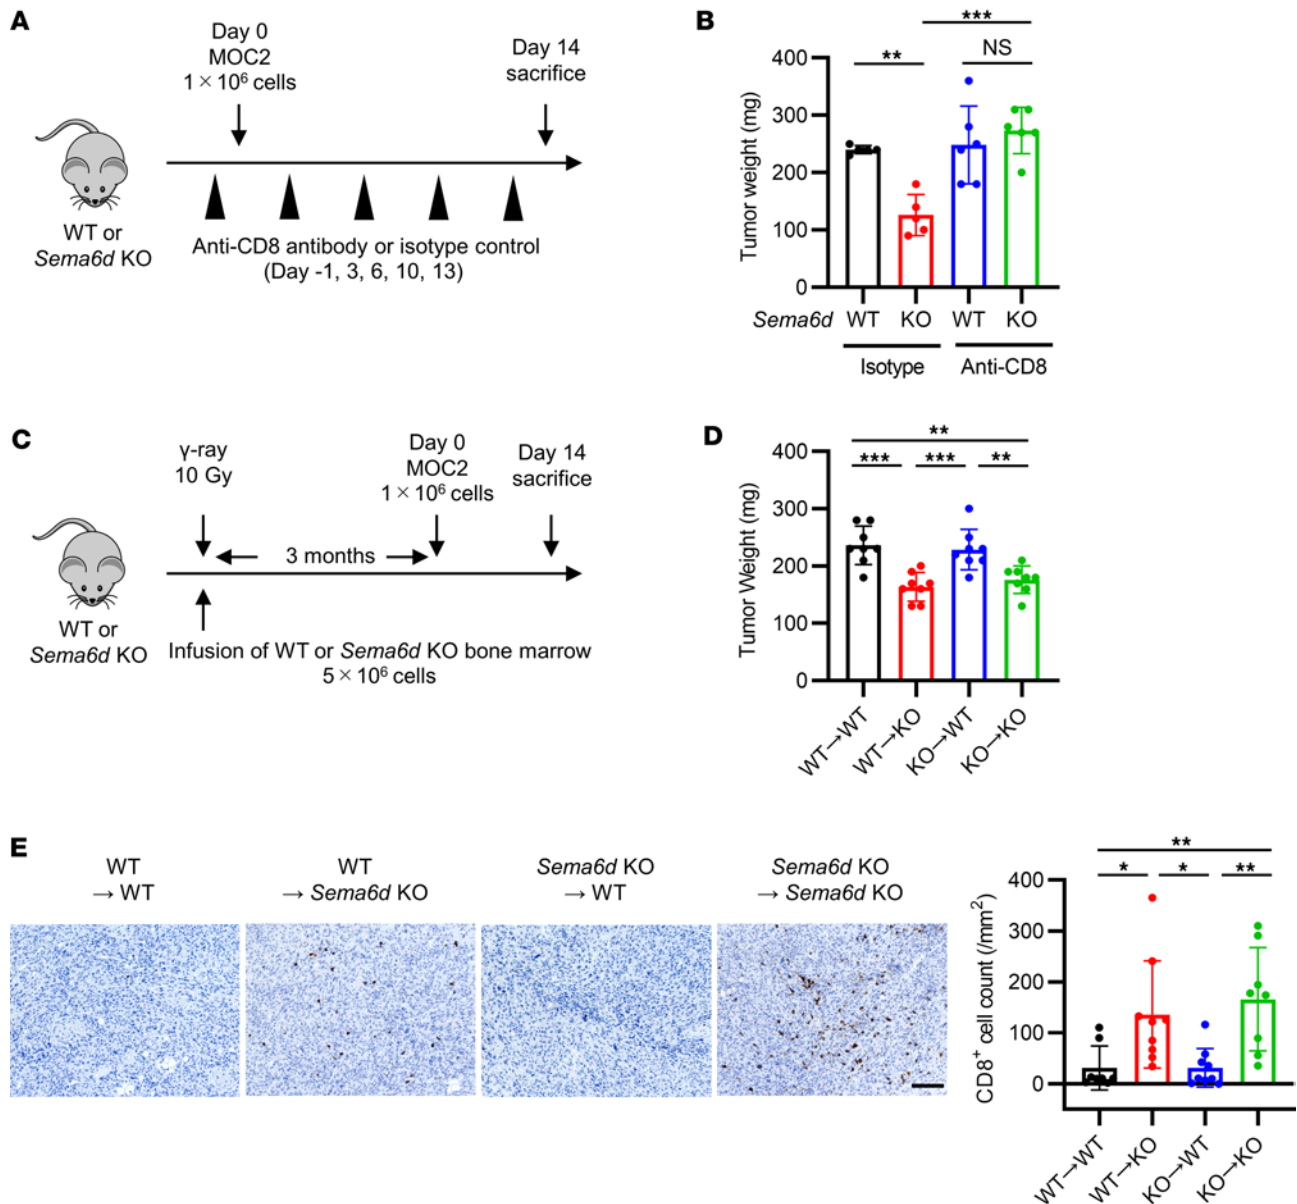 A
Day 0
MOC2
1 × 10⁶ cells
Day 14
sacrifice
WT or
Sema6d KO
Anti-CD8 antibody or isotype control
(Day -1, 3, 6, 10, 13)
B
***
**
NS
Tumor weight (mg)
400
300
200
100
0
Sema6d WT KO WT KO
Isotype Anti-CD8
C
γ-ray
10 Gy
Day 0
MOC2
1 × 10⁶ cells
Day 14
sacrifice
3 months
WT or
Sema6d KO
Infusion of WT or Sema6d KO bone marrow
5 × 10⁶ cells
D
**
*** *** **
Tumor Weight (mg)
400
300
200
100
0
WT→WT
WT→KO
KO→WT
KO→KO
E
WT
→ WT
WT
→ Sema6d KO
Sema6d KO
→ WT
Sema6d KO
→ Sema6d KO
**
* * **
CD8⁺ cell count (/mm²)
400
300
200
100
0
WT→WT
WT→KO
KO→WT
KO→KO